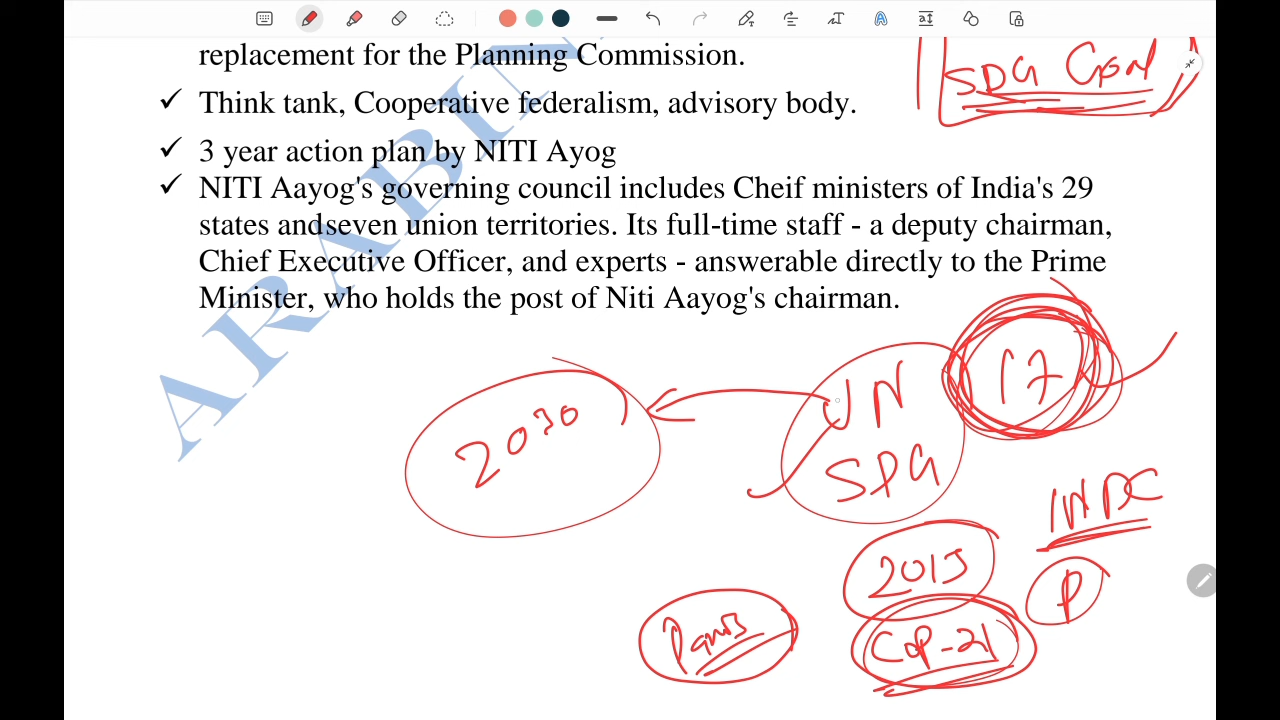 replacement for the Planning Commission.
SDG Goal
✓ Think tank, Cooperative federalism, advisory body.
✓ 3 year action plan by NITI Ayog
✓ NITI Aayog's governing council includes Cheif ministers of India's 29
states andseven union territories. Its full-time staff - a deputy chairman,
Chief Executive Officer, and experts - answerable directly to the Prime
Minister, who holds the post of Niti Aayog's chairman.
17
UN
2030
SDG
INDC
2015
P
Paris
COP-21
ARABIN